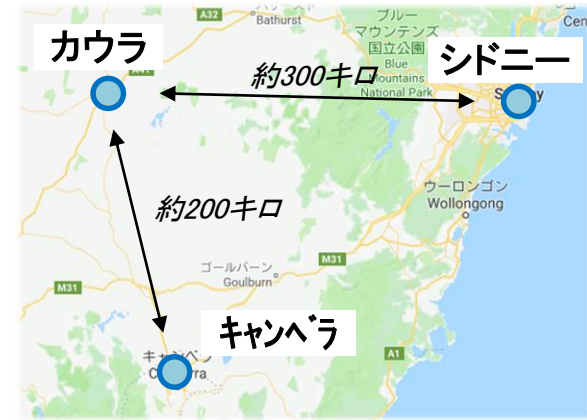 A32
Bathurst
ブルー
マウンテンズ
国立公園
Blue
Mountains
National Park
カウラ
シドニー
約300キロ
約200キロ
ウーロンゴン
Wollongong
ゴールバーン
Goulburn
M31
M31
キャンベラ
A1